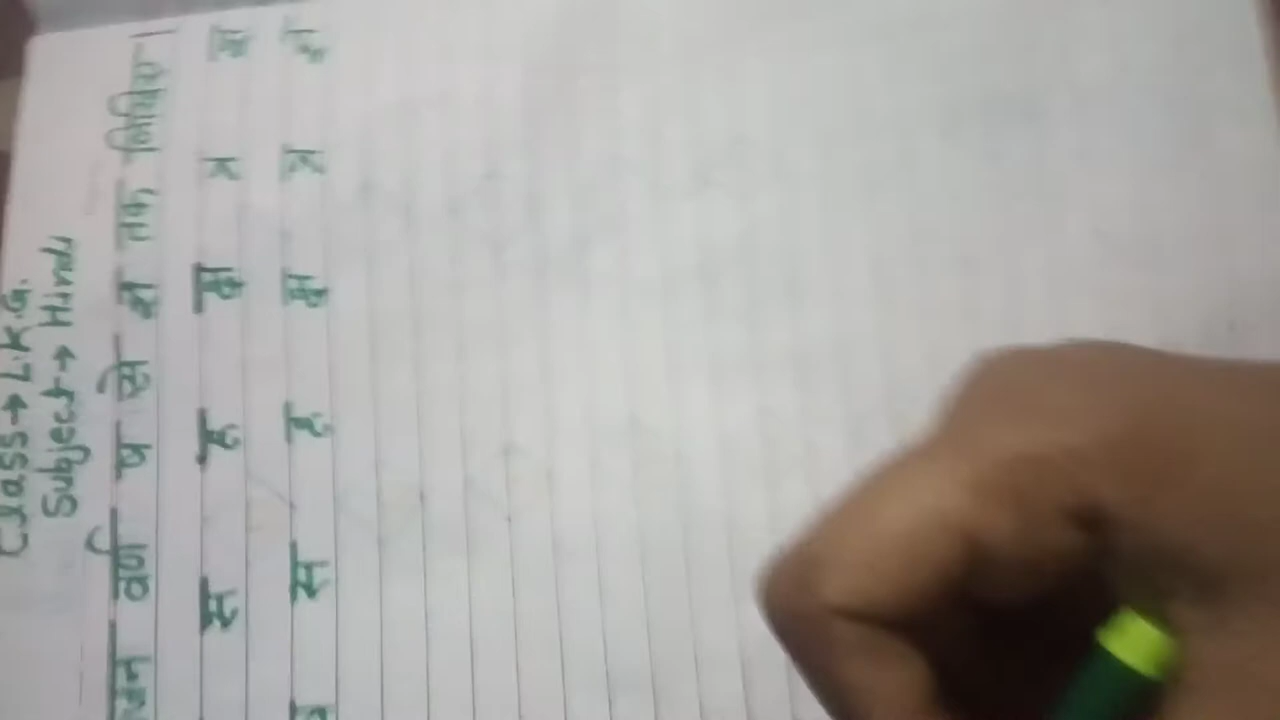 Class → L.K.G.
Subject → Hindi
वर्ण ष से ज्ञ तक लिखिए।
स ह क्ष त्र ज्ञ
स ह क्ष त्र ज्ञ